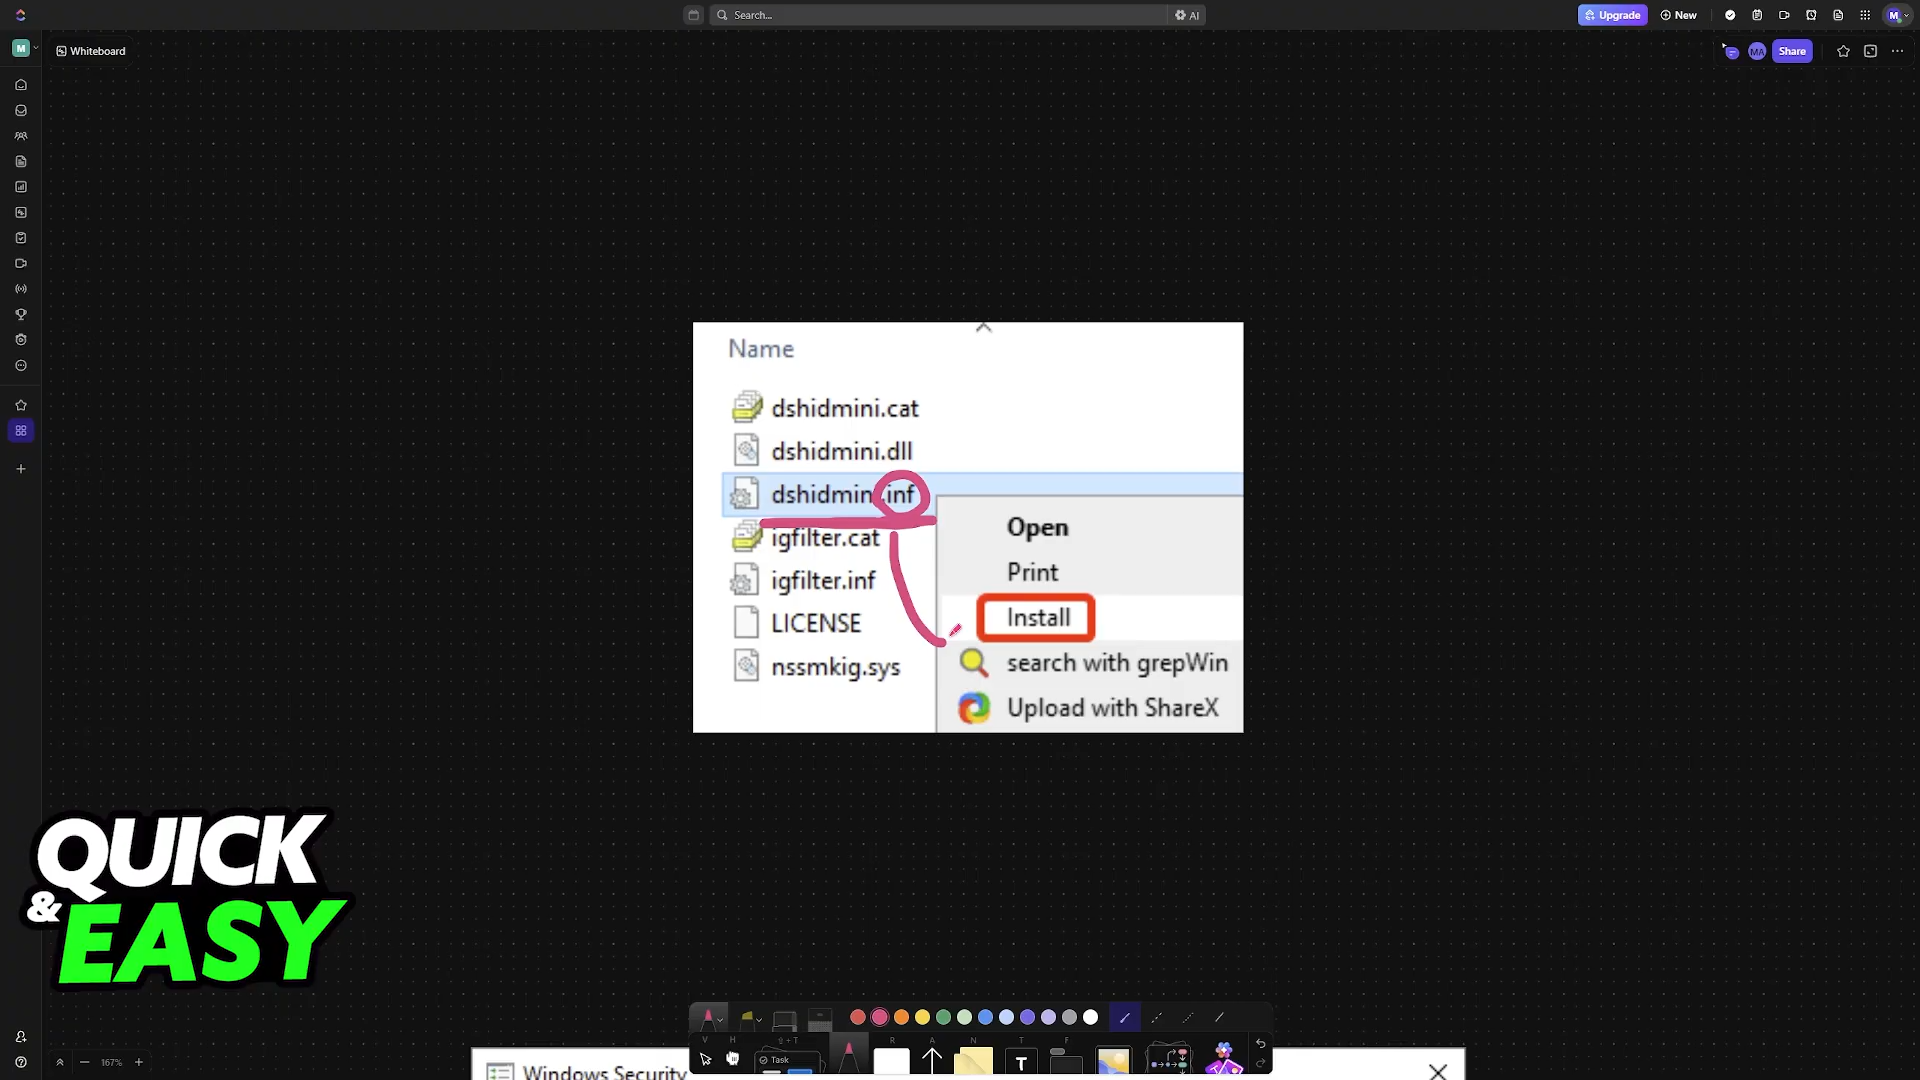 Search...
AI
Upgrade
New
M
M
Whiteboard
MA
Share
Name
dshidmini.cat
dshidmini.dll
dshidmini.inf
igfilter.cat
igfilter.inf
LICENSE
nssmkig.sys
Open
Print
Install
search with grepWin
Upload with ShareX
QUICK
&EASY
V
H
⇧+T
R
A
N
T
F
Task
T
167%
Windows Security